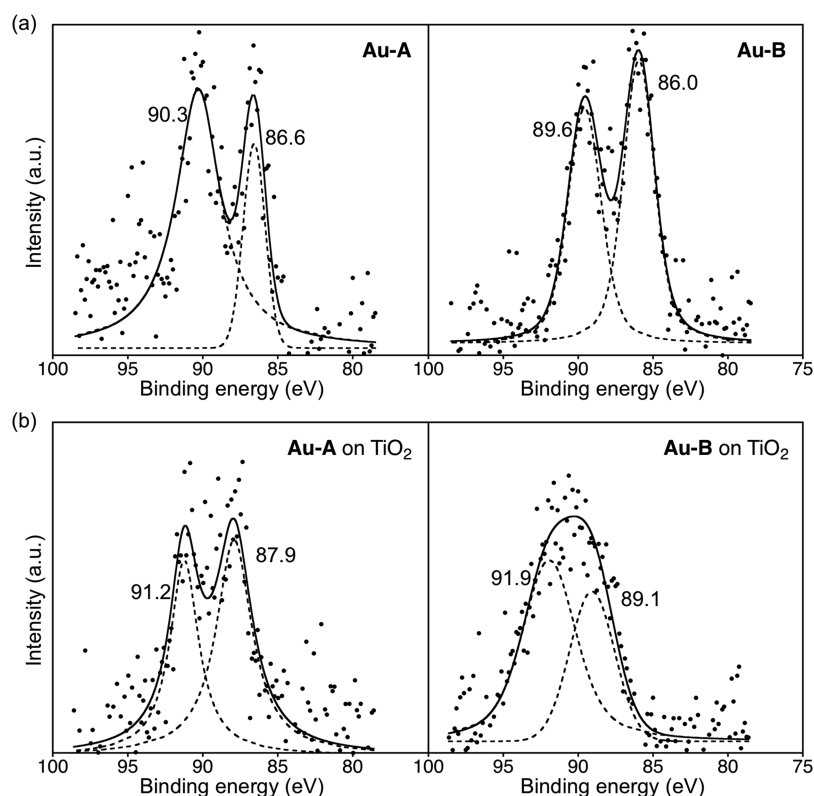 (a)
Au-A
Au-B
90.3
86.6
89.6
86.0
Intensity (a.u.)
100 95 90 85 80 100 95 90 85 80 75
Binding energy (eV) Binding energy (eV)
(b)
Au-A on TiO₂
Au-B on TiO₂
91.2
87.9
91.9
89.1
Intensity (a.u.)
100 95 90 85 80 100 95 90 85 80 75
Binding energy (eV) Binding energy (eV)